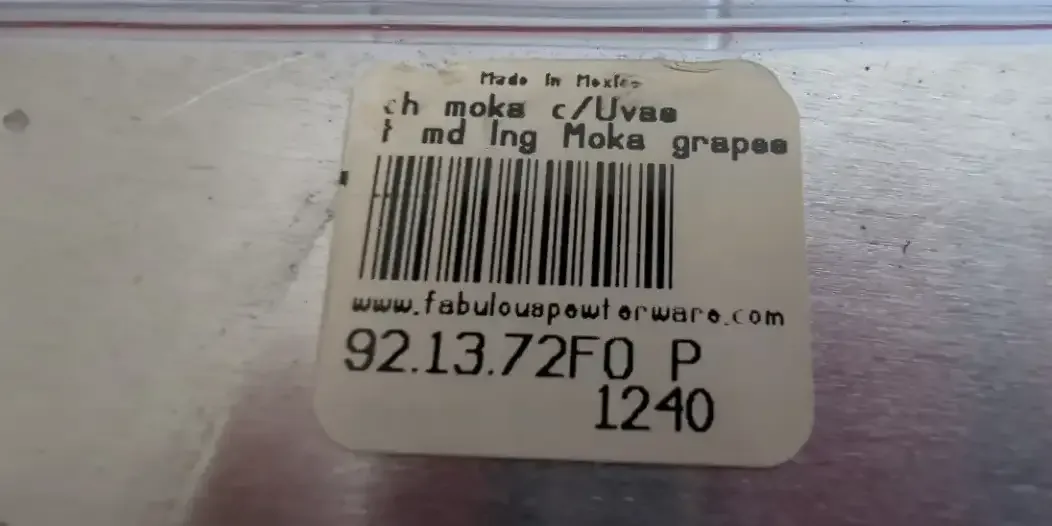 Made in Mexico
ch moka c/Uvas
md lng Moka grapes
www.fabulouspewterware.com
92.13.72F0 P
1240